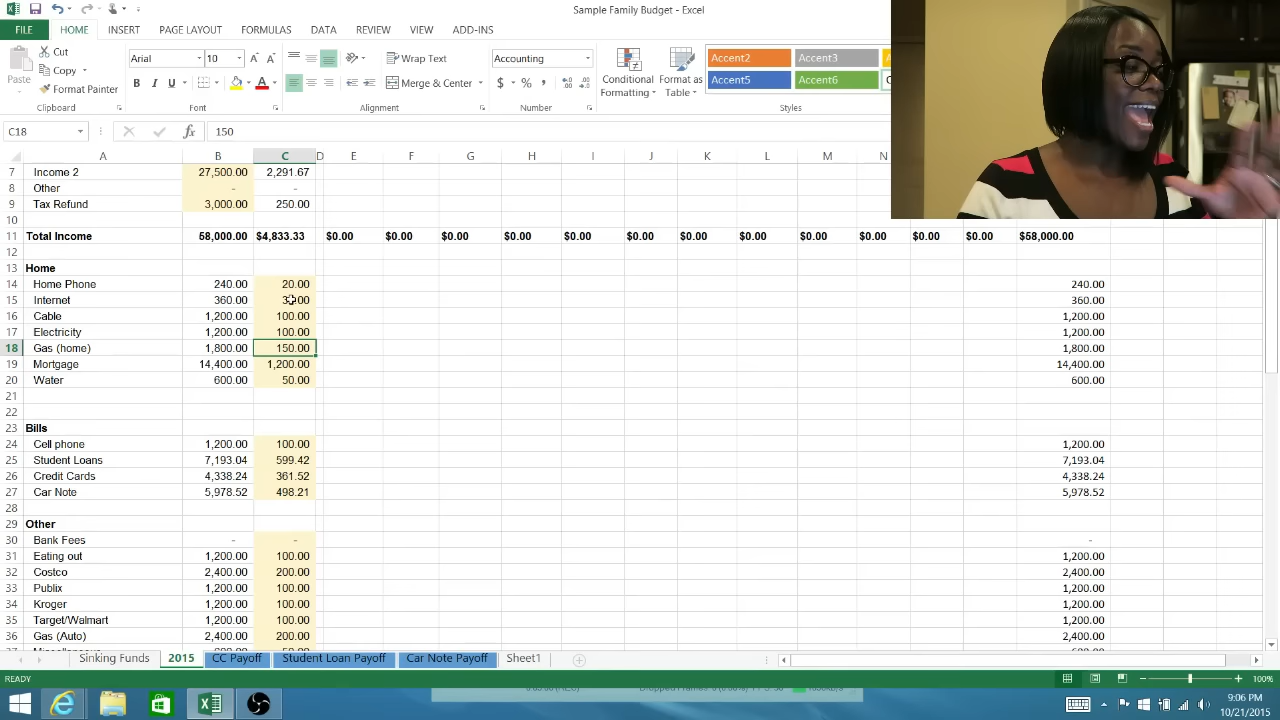 Sample Family Budget - Excel
FILE HOME INSERT PAGE LAYOUT FORMULAS DATA REVIEW VIEW ADD-INS
Cut
Copy
Format Painter
Paste
Clipboard
Arial 10
B I U
Font
Wrap Text
Merge & Center
Alignment
Accounting
$ % ,
Number
Conditional Formatting
Format as Table
Accent2 Accent3
Accent5 Accent6
Styles
C18 fx 150
A B C D E F G H I J K L M N
7 Income 2 27,500.00 2,291.67
8 Other - -
9 Tax Refund 3,000.00 250.00
10
11 Total Income 58,000.00 $4,833.33 $0.00 $0.00 $0.00 $0.00 $0.00 $0.00 $0.00 $0.00 $0.00 $0.00 $0.00 $58,000.00
12
13 Home
14 Home Phone 240.00 20.00 240.00
15 Internet 360.00 360.00
16 Cable 1,200.00 100.00 1,200.00
17 Electricity 1,200.00 100.00 1,200.00
18 Gas (home) 1,800.00 150.00 1,800.00
19 Mortgage 14,400.00 1,200.00 14,400.00
20 Water 600.00 50.00 600.00
21
22
23 Bills
24 Cell phone 1,200.00 100.00 1,200.00
25 Student Loans 7,193.04 599.42 7,193.04
26 Credit Cards 4,338.24 361.52 4,338.24
27 Car Note 5,978.52 498.21 5,978.52
28
29 Other
30 Bank Fees - - -
31 Eating out 1,200.00 100.00 1,200.00
32 Costco 2,400.00 200.00 2,400.00
33 Publix 1,200.00 100.00 1,200.00
34 Kroger 1,200.00 100.00 1,200.00
35 Target/Walmart 1,200.00 100.00 1,200.00
36 Gas (Auto) 2,400.00 200.00 2,400.00
Sinking Funds 2015 CC Payoff Student Loan Payoff Car Note Payoff Sheet1
READY 100%
9:06 PM
10/21/2015